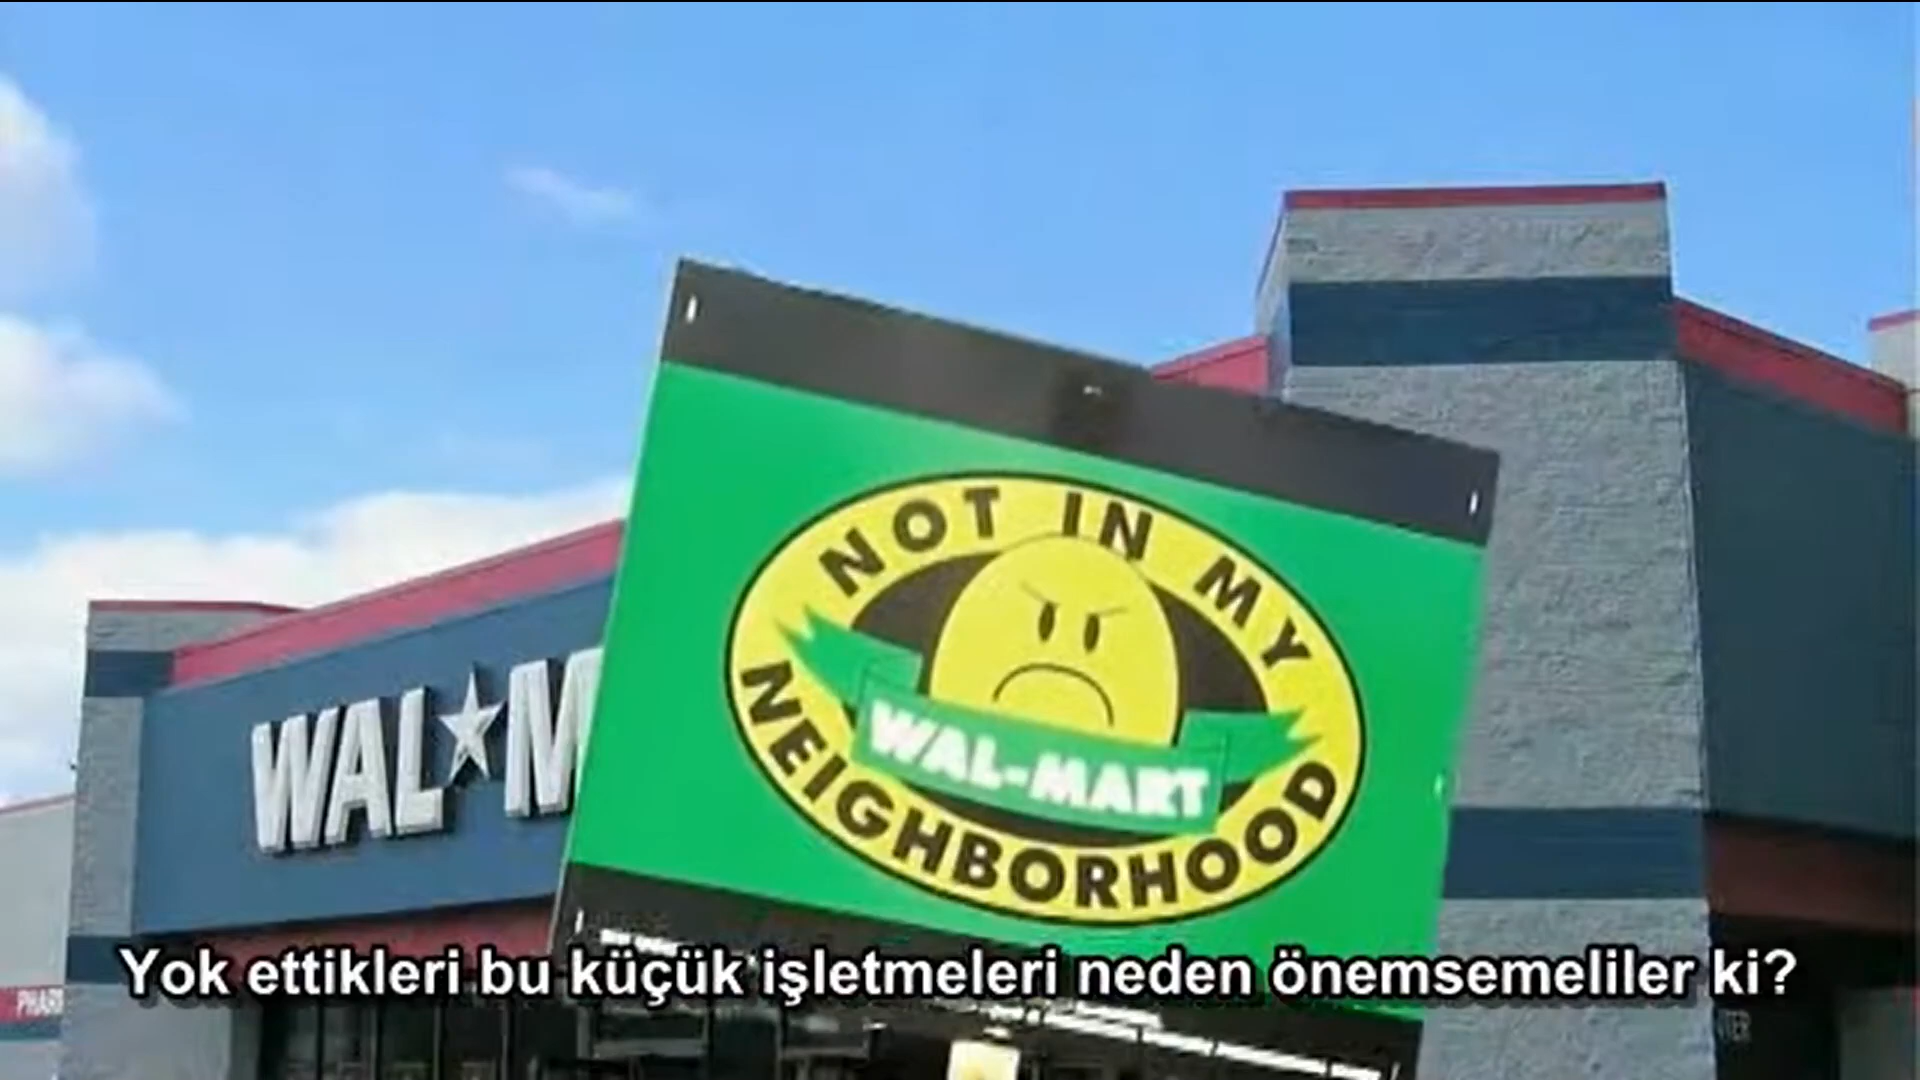 WAL★M
NOT IN MY
NEIGHBORHOOD
WAL-MART
Yok ettikleri bu küçük işletmeleri neden önemsemeliler ki?